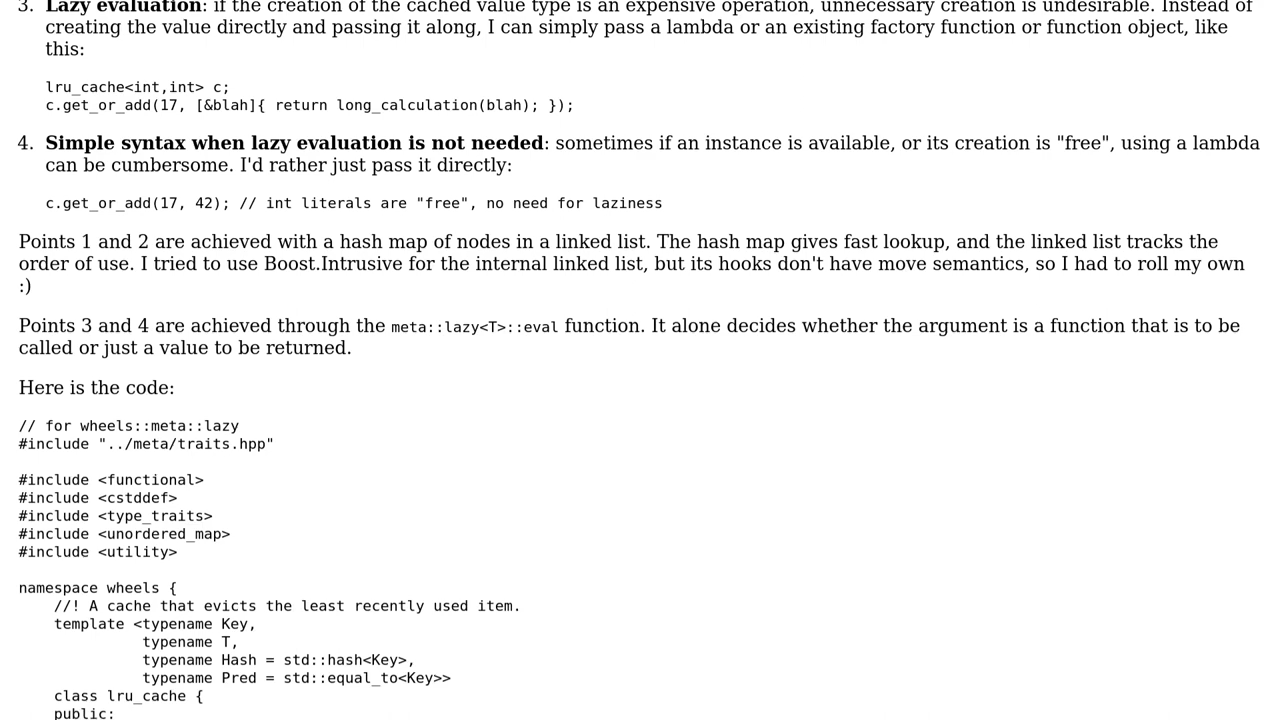 3. Lazy evaluation: if the creation of the cached value type is an expensive operation, unnecessary creation is undesirable. Instead of
creating the value directly and passing it along, I can simply pass a lambda or an existing factory function or function object, like
this:
lru_cache<int,int> c;
c.get_or_add(17, [&blah]{ return long_calculation(blah); });
4. Simple syntax when lazy evaluation is not needed: sometimes if an instance is available, or its creation is "free", using a lambda
can be cumbersome. I'd rather just pass it directly:
c.get_or_add(17, 42); // int literals are "free", no need for laziness
Points 1 and 2 are achieved with a hash map of nodes in a linked list. The hash map gives fast lookup, and the linked list tracks the
order of use. I tried to use Boost.Intrusive for the internal linked list, but its hooks don't have move semantics, so I had to roll my own
:)
Points 3 and 4 are achieved through the meta::lazy<T>::eval function. It alone decides whether the argument is a function that is to be
called or just a value to be returned.
Here is the code:
// for wheels::meta::lazy
#include "../meta/traits.hpp"
#include <functional>
#include <cstddef>
#include <type_traits>
#include <unordered_map>
#include <utility>
namespace wheels {
    //! A cache that evicts the least recently used item.
    template <typename Key,
              typename T,
              typename Hash = std::hash<Key>,
              typename Pred = std::equal_to<Key>>
    class lru_cache {
    public: